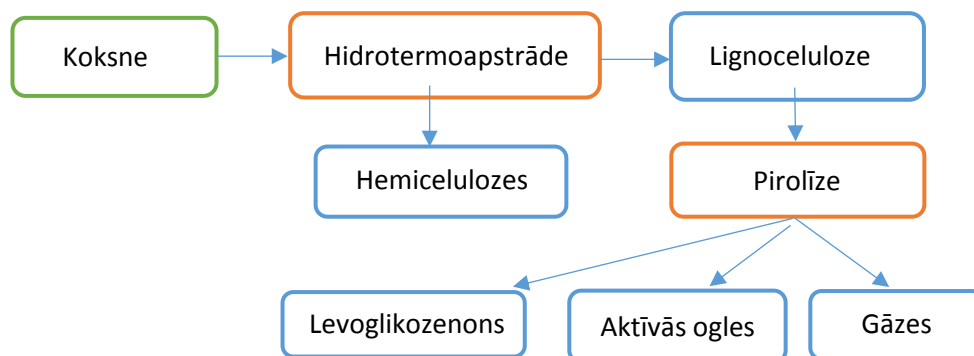 Koksne
Hidrotermoapstrāde
Lignoceluloze
Hemicelulozes
Pirolīze
Levoglikozenons
Aktīvās ogles
Gāzes